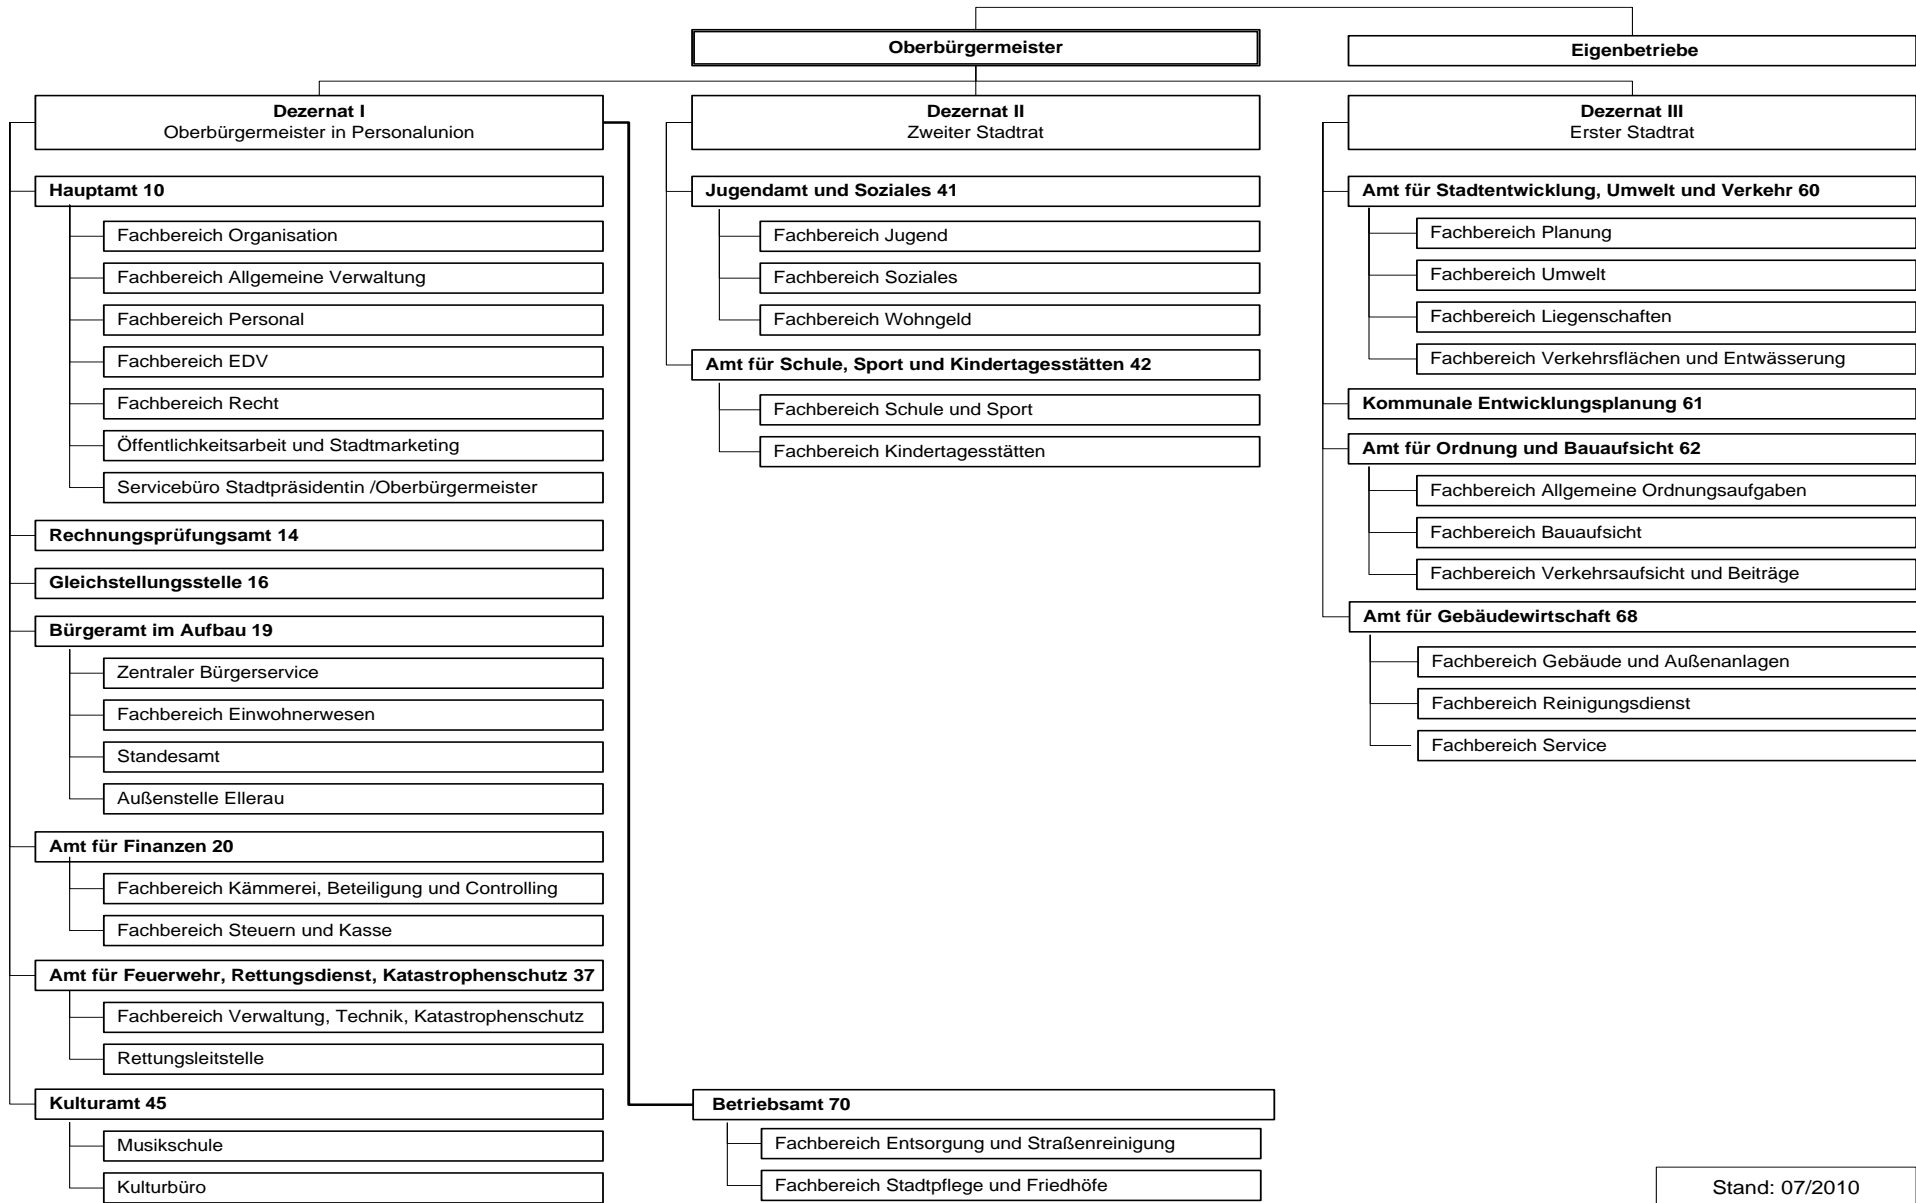 Oberbürgermeister
Eigenbetriebe
Dezernat I
Oberbürgermeister in Personalunion
Hauptamt 10
Fachbereich Organisation
Fachbereich Allgemeine Verwaltung
Fachbereich Personal
Fachbereich EDV
Fachbereich Recht
Öffentlichkeitsarbeit und Stadtmarketing
Servicebüro Stadtpräsidentin /Oberbürgermeister
Rechnungsprüfungsamt 14
Gleichstellungsstelle 16
Bürgeramt im Aufbau 19
Zentraler Bürgerservice
Fachbereich Einwohnerwesen
Standesamt
Außenstelle Ellerau
Amt für Finanzen 20
Fachbereich Kämmerei, Beteiligung und Controlling
Fachbereich Steuern und Kasse
Amt für Feuerwehr, Rettungsdienst, Katastrophenschutz 37
Fachbereich Verwaltung, Technik, Katastrophenschutz
Rettungsleitstelle
Kulturamt 45
Musikschule
Kulturbüro
Dezernat II
Zweiter Stadtrat
Jugendamt und Soziales 41
Fachbereich Jugend
Fachbereich Soziales
Fachbereich Wohngeld
Amt für Schule, Sport und Kindertagesstätten 42
Fachbereich Schule und Sport
Fachbereich Kindertagesstätten
Betriebsamt 70
Fachbereich Entsorgung und Straßenreinigung
Fachbereich Stadtpflege und Friedhöfe
Dezernat III
Erster Stadtrat
Amt für Stadtentwicklung, Umwelt und Verkehr 60
Fachbereich Planung
Fachbereich Umwelt
Fachbereich Liegenschaften
Fachbereich Verkehrsflächen und Entwässerung
Kommunale Entwicklungsplanung 61
Amt für Ordnung und Bauaufsicht 62
Fachbereich Allgemeine Ordnungsaufgaben
Fachbereich Bauaufsicht
Fachbereich Verkehrsaufsicht und Beiträge
Amt für Gebäudewirtschaft 68
Fachbereich Gebäude und Außenanlagen
Fachbereich Reinigungsdienst
Fachbereich Service
Stand: 07/2010